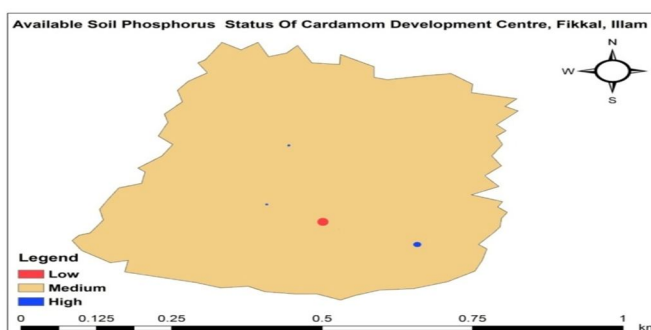 Available Soil Phosphorus Status Of Cardamom Development Centre, Fikkal, Illam
N
W E
S
Legend
Low
Medium
High
0 0.125 0.25 0.5 0.75 1